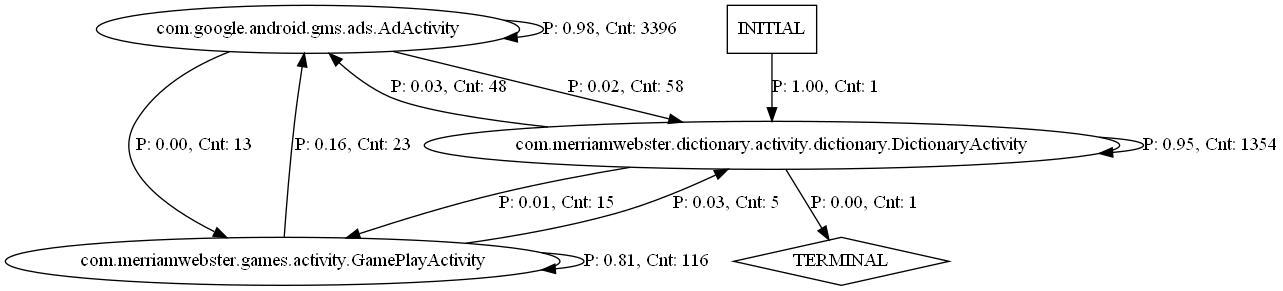 com.google.android.gms.ads.AdActivity
P: 0.98, Cnt: 3396
INITIAL
P: 0.03, Cnt: 48
P: 0.02, Cnt: 58
P: 1.00, Cnt: 1
P: 0.00, Cnt: 13
P: 0.16, Cnt: 23
com.merriamwebster.dictionary.activity.dictionary.DictionaryActivity
P: 0.95, Cnt: 1354
P: 0.01, Cnt: 15
P: 0.03, Cnt: 5
P: 0.00, Cnt: 1
com.merriamwebster.games.activity.GamePlayActivity
P: 0.81, Cnt: 116
TERMINAL